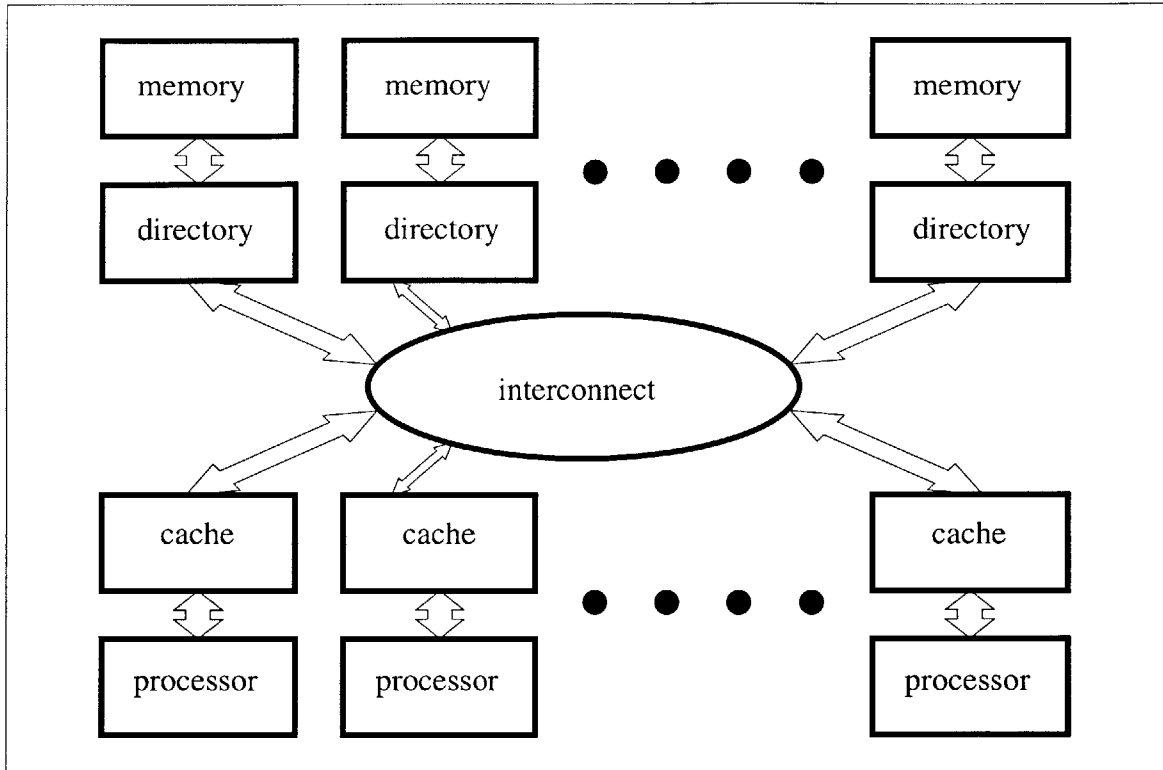 memory
memory
memory
directory
directory
directory
interconnect
cache
cache
cache
processor
processor
processor